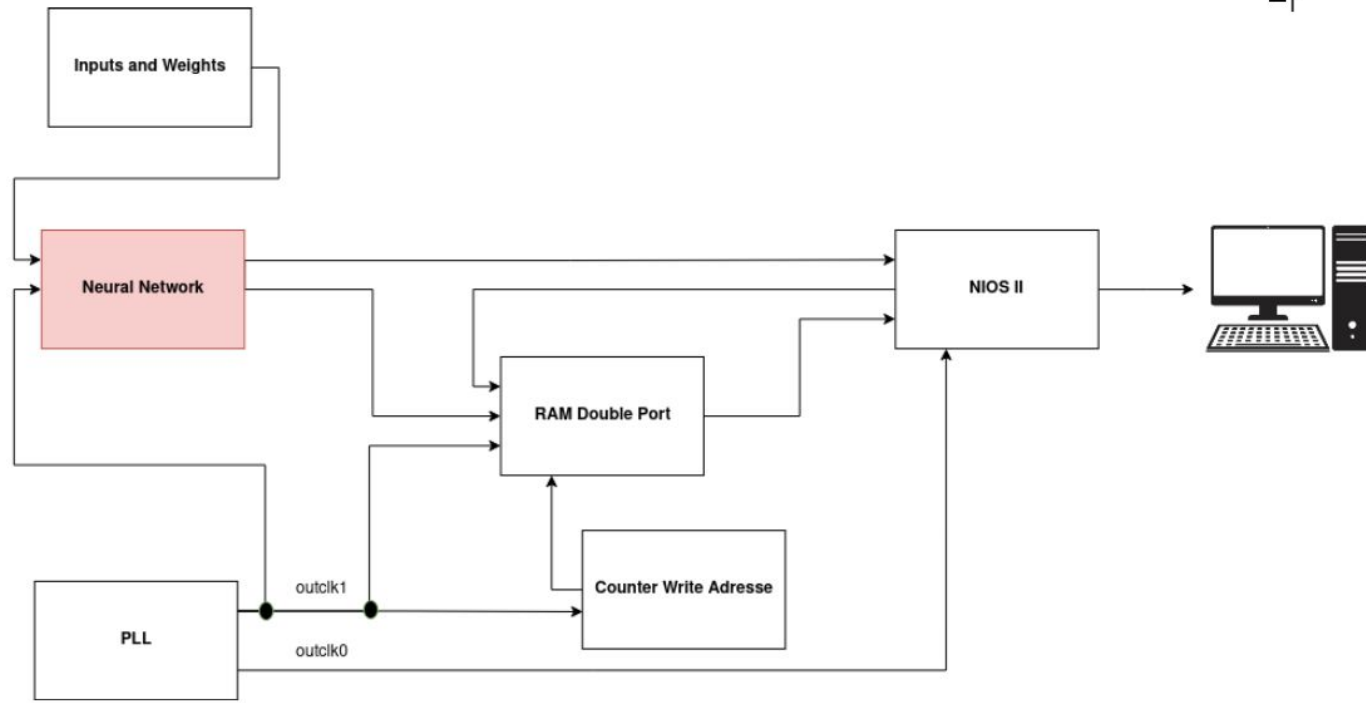 Inputs and Weights
Neural Network
NIOS II
RAM Double Port
Counter Write Adresse
outclk1
PLL
outclk0